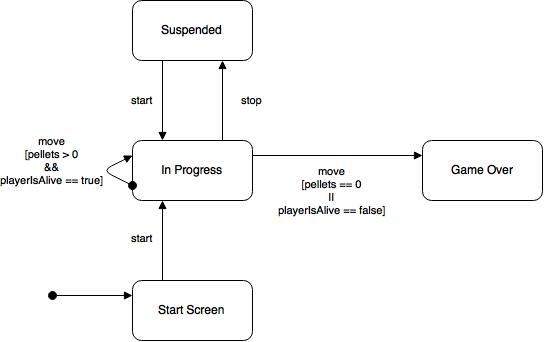 Suspended
start
stop
move
[pellets > 0
&&
playerIsAlive == true]
In Progress
move
[pellets == 0
||
playerIsAlive == false]
Game Over
start
Start Screen